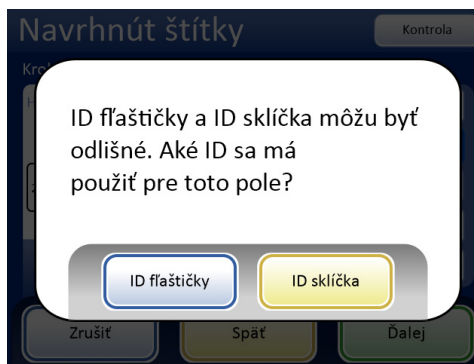 Navrhnúť štítky
Kontrola
ID fľaštičky a ID sklíčka môžu byť
odlišné. Aké ID sa má
použiť pre toto pole?
ID fľaštičky
ID sklíčka
Zrušiť
Späť
Ďalej